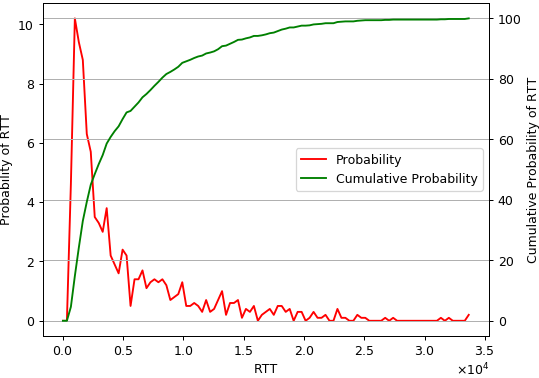 Probability of RTT
10
8
6
4
2
0
100
80
60
40
20
0
Cumulative Probability of RTT
Probability
Cumulative Probability
0.0 0.5 1.0 1.5 2.0 2.5 3.0 3.5
×10⁴
RTT